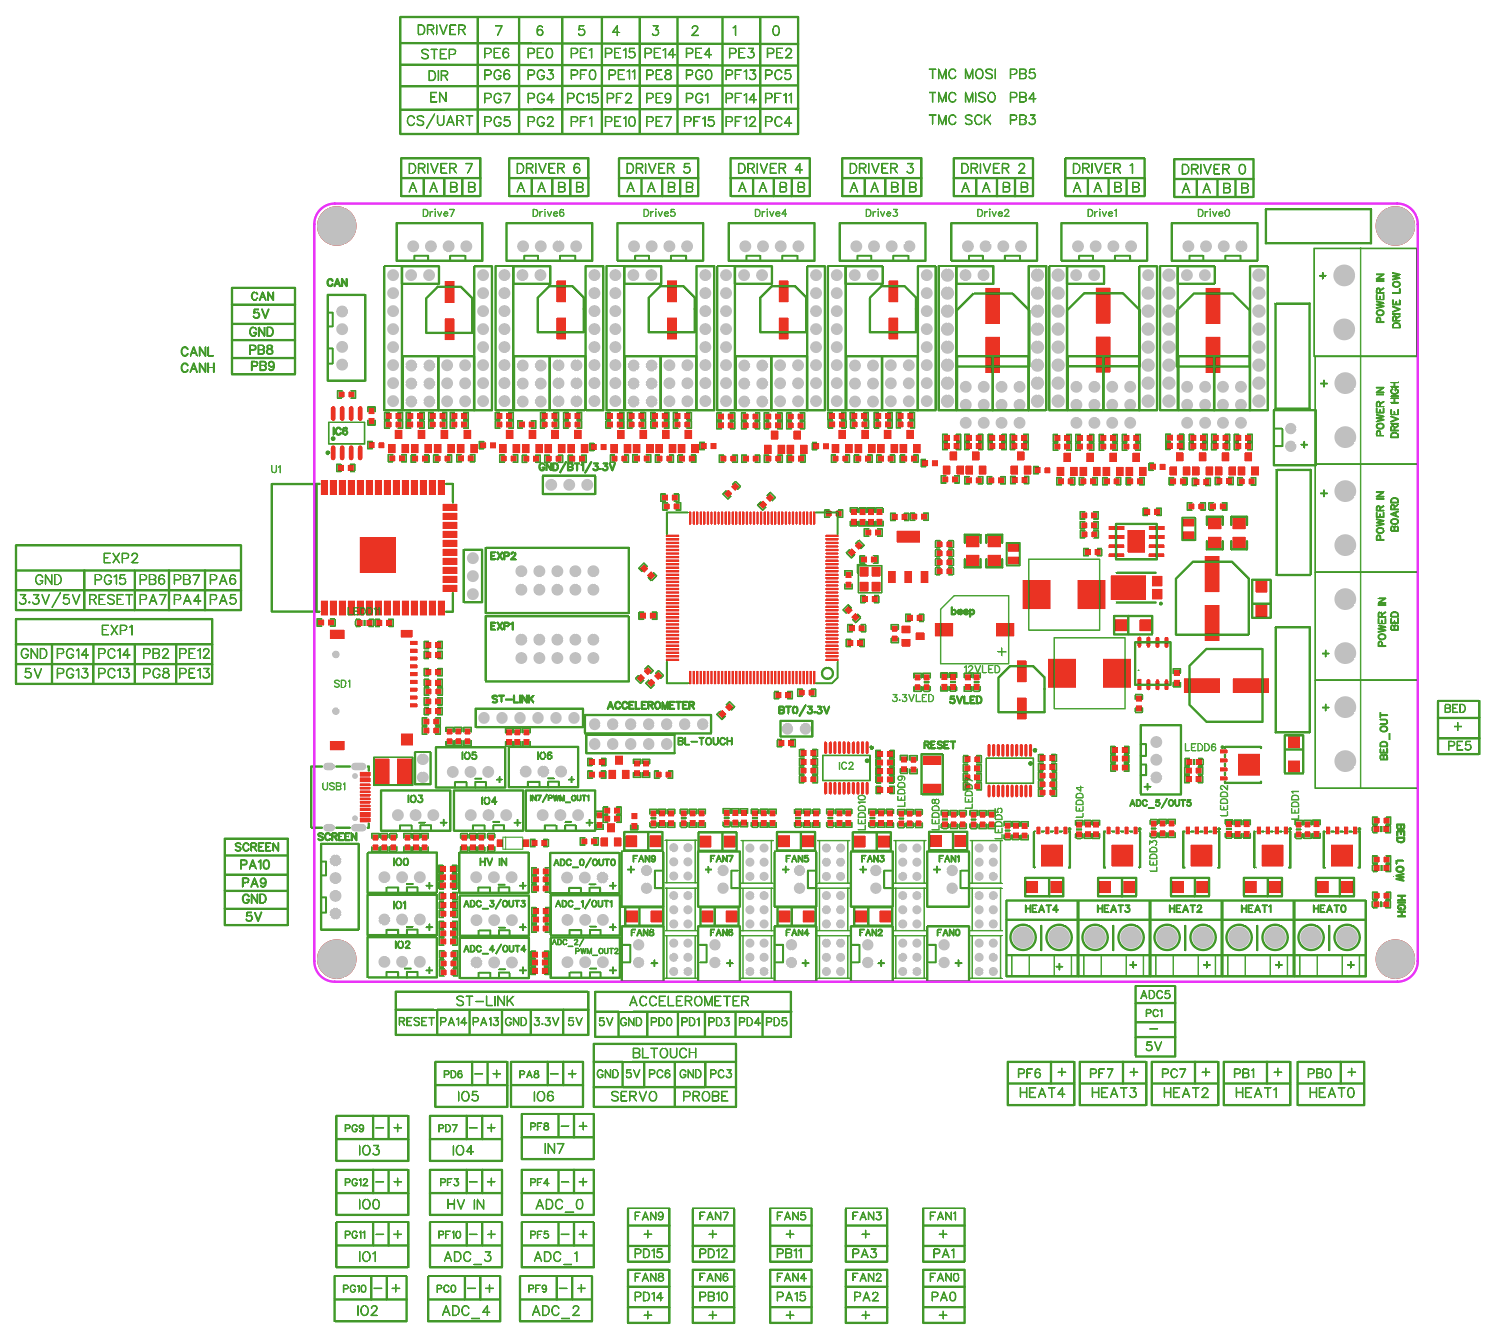 DRIVER 7 6 5 4 3 2 1 0
STEP PE6 PE0 PE1 PE15 PE14 PE4 PE3 PE2
DIR PG6 PG3 PF0 PE11 PE8 PG0 PF13 PC5
EN PG7 PG4 PC15 PF2 PE9 PG1 PF14 PF11
CS/UART PG5 PG2 PF1 PE10 PE7 PF15 PF12 PC4
TMC MOSI PB5
TMC MISO PB4
TMC SCK PB3
DRIVER 7 DRIVER 6 DRIVER 5 DRIVER 4 DRIVER 3 DRIVER 2 DRIVER 1 DRIVER 0
A A B B A A B B A A B B A A B B A A B B A A B B A A B B A A B B
Drive7 Drive6 Drive5 Drive4 Drive3 Drive2 Drive1 Drive0
CAN
CAN
5V
GND
CANL PB8
CANH PB9
+ POWER IN
DRIVE LOW
+ POWER IN
DRIVE HIGH
IC6
+
U1
GND/BT1/3.3V
+ POWER IN
BOARD
EXP2
GND PG15 PB6 PB7 PA6
3.3V/5V RESET PA7 PA4 PA5
EXP1
GND PG14 PC14 PB2 PE12
5V PG13 PC13 PG8 PE13
EXP2
EXP1
beep
+
12VLED
3.3VLED
5VLED
+ POWER IN
BED
SD1
ST-LINK
ACCELEROMETER
BT0/3.3V
BL-TOUCH
RESET
LEDD6
+ BED_OUT
BED
+
PE5
IO5 +
IO6 +
IC2
USB1
IO3 +
IO4 +
IN7/PWM_OUT1 +
LEDD10
LEDD9
LEDD8
LEDD5
LEDD4
LEDD3
LEDD2
LEDD1
+
ADC_5/OUT5
SCREEN
SCREEN
PA10
PA9
GND
5V
IO0 +
HV IN +
ADC_0/OUT0
IO1
ADC_3/OUT3
ADC_1/OUT1
IO2 +
ADC_4/OUT4 +
ADC_2/
PWM_OUT2
FAN9 FAN7 FAN5 FAN3 FAN1
+ + + + +
FAN8 FAN6 FAN4 FAN2 FAN0
+ + + + +
BED
LOW
HIGH
HEAT4 HEAT3 HEAT2 HEAT1 HEAT0
+ + + + +
ST-LINK
RESET PA14 PA13 GND 3.3V 5V
ACCELEROMETER
5V GND PD0 PD1 PD3 PD4 PD5
ADC5
PC1
−
5V
BLTOUCH
GND 5V PC6 GND PC3
SERVO PROBE
PD6 − +
IO5
PA8 − +
IO6
PF6 + PF7 + PC7 + PB1 + PB0 +
HEAT4 HEAT3 HEAT2 HEAT1 HEAT0
PG9 − + PD7 − + PF8 − +
IO3 IO4 IN7
PG12 − + PF3 − + PF4 − +
IO0 HV IN ADC_0
PG11 − + PF10 − + PF5 − +
IO1 ADC_3 ADC_1
PG10 − + PC0 − + PF9 − +
IO2 ADC_4 ADC_2
FAN9 FAN7 FAN5 FAN3 FAN1
+ + + + +
PD15 PD12 PB11 PA3 PA1
FAN8 FAN6 FAN4 FAN2 FAN0
PD14 PB10 PA15 PA2 PA0
+ + + + +